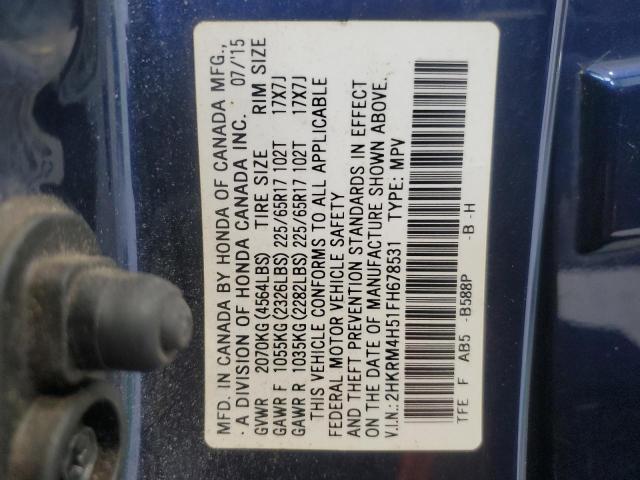 MFD. IN CANADA BY HONDA OF CANADA MFG.,
A DIVISION OF HONDA CANADA INC. 07/'15
GVWR 2070KG (4564LBS) TIRE SIZE RIM SIZE
GAWR F 1055KG (2326LBS) 225/65R17 102T 17X7J
GAWR R 1035KG (2282LBS) 225/65R17 102T 17X7J
THIS VEHICLE CONFORMS TO ALL APPLICABLE
FEDERAL MOTOR VEHICLE SAFETY
AND THEFT PREVENTION STANDARDS IN EFFECT
ON THE DATE OF MANUFACTURE SHOWN ABOVE.
V.I.N.: 2HKRM4H51FH678531 TYPE: MPV
TFE F AB5 -B588P -B -H